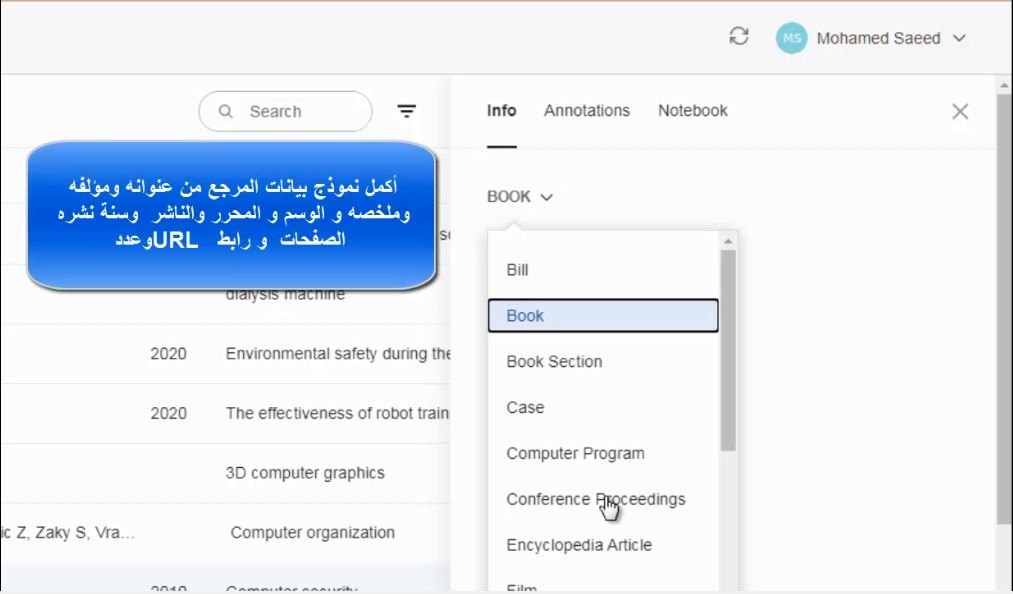 MS Mohamed Saeed
Search
Info Annotations Notebook
أكمل نموذج بيانات المرجع من عنوانه ومؤلفه
وملخصه و الوسم و المحرر والناشر وسنة نشره
الصفحات و رابط URLوعدد
BOOK
Bill
dialysis machine
Book
2020 Environmental safety during the
Book Section
Case
2020 The effectiveness of robot train
Computer Program
3D computer graphics
Conference Proceedings
ic Z, Zaky S, Vra... Computer organization
Encyclopedia Article
2019 Computer security
Film